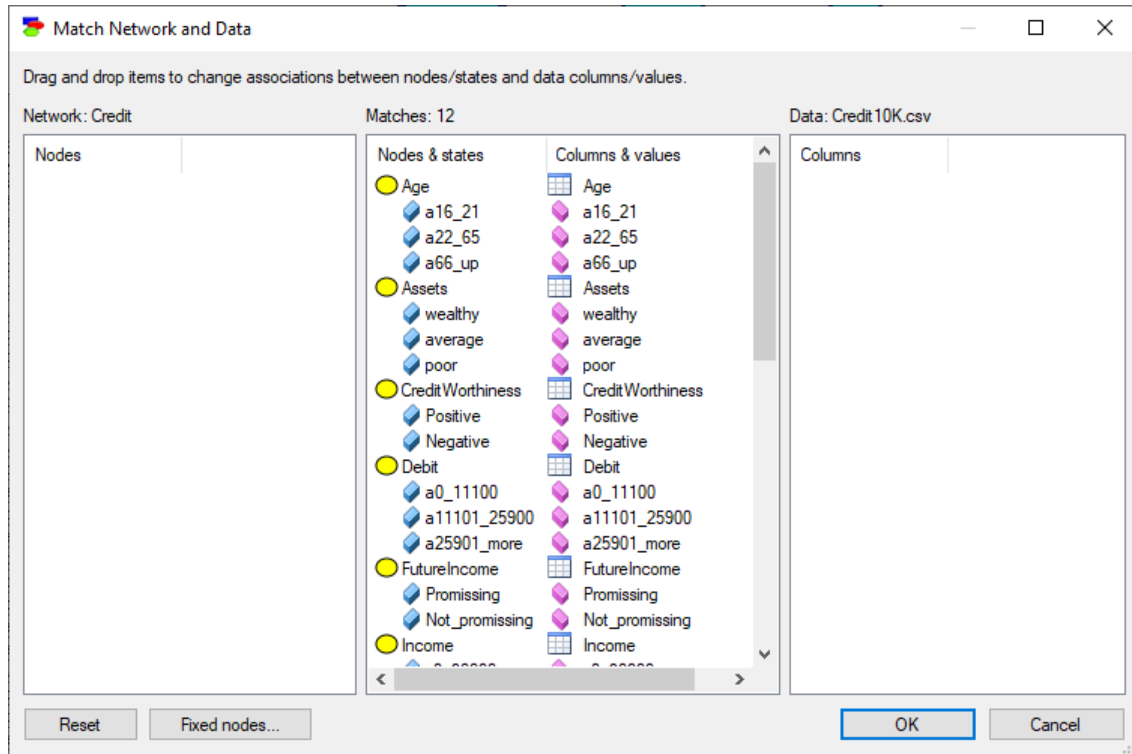 Match Network and Data
Drag and drop items to change associations between nodes/states and data columns/values.
Network: Credit
Matches: 12
Data: Credit10K.csv
Nodes
Nodes & states Columns & values
Columns
Age Age
a16_21 a16_21
a22_65 a22_65
a66_up a66_up
Assets Assets
wealthy wealthy
average average
poor poor
CreditWorthiness CreditWorthiness
Positive Positive
Negative Negative
Debit Debit
a0_11100 a0_11100
a11101_25900 a11101_25900
a25901_more a25901_more
FutureIncome FutureIncome
Promissing Promissing
Not_promissing Not_promissing
Income Income
Reset Fixed nodes... OK Cancel